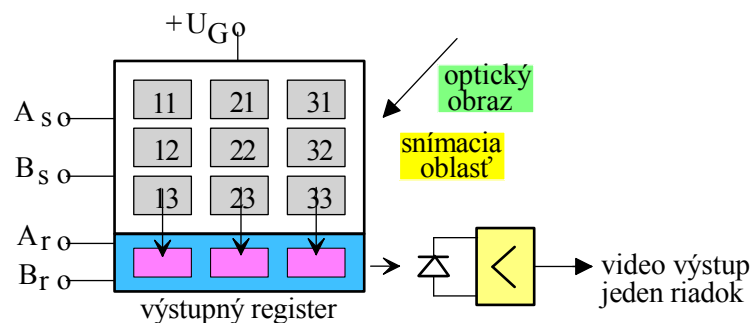 +UG
optický
obraz
As
11 21 31
snímacia
oblasť
12 22 32
Bs
13 23 33
Ar
Br
video výstup
jeden riadok
výstupný register